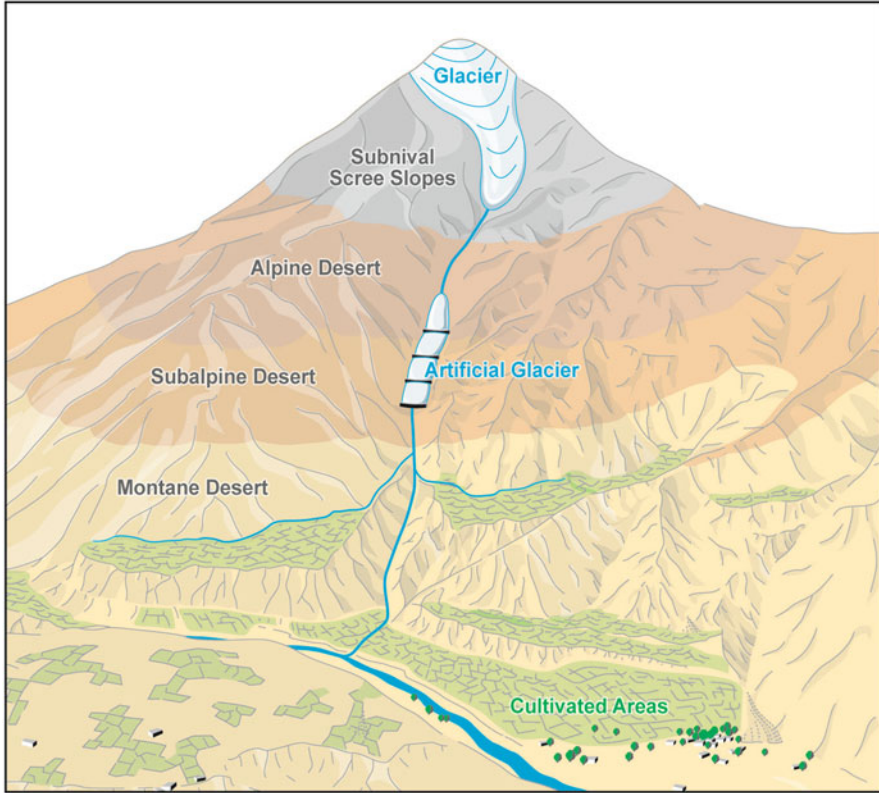 Glacier
Subnival
Scree Slopes
Alpine Desert
Artificial Glacier
Subalpine Desert
Montane Desert
Cultivated Areas